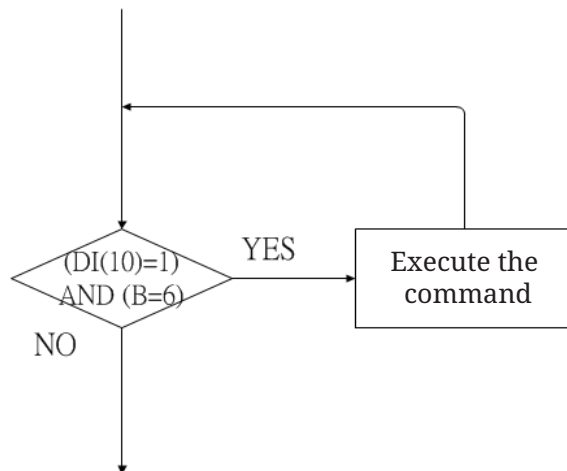 (DI(10)=1)
AND (B=6)
YES
Execute the
command
NO